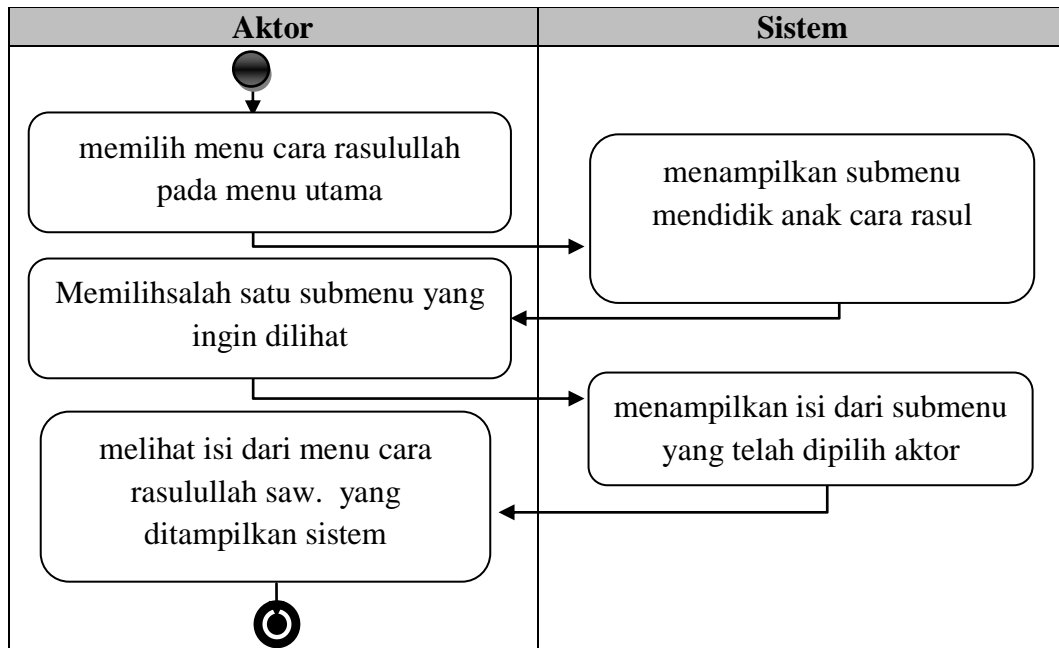 Aktor
Sistem
memilih menu cara rasulullah
pada menu utama
menampilkan submenu
mendidik anak cara rasul
Memilihsalah satu submenu yang
ingin dilihat
menampilkan isi dari submenu
yang telah dipilih aktor
melihat isi dari menu cara
rasulullah saw. yang
ditampilkan sistem